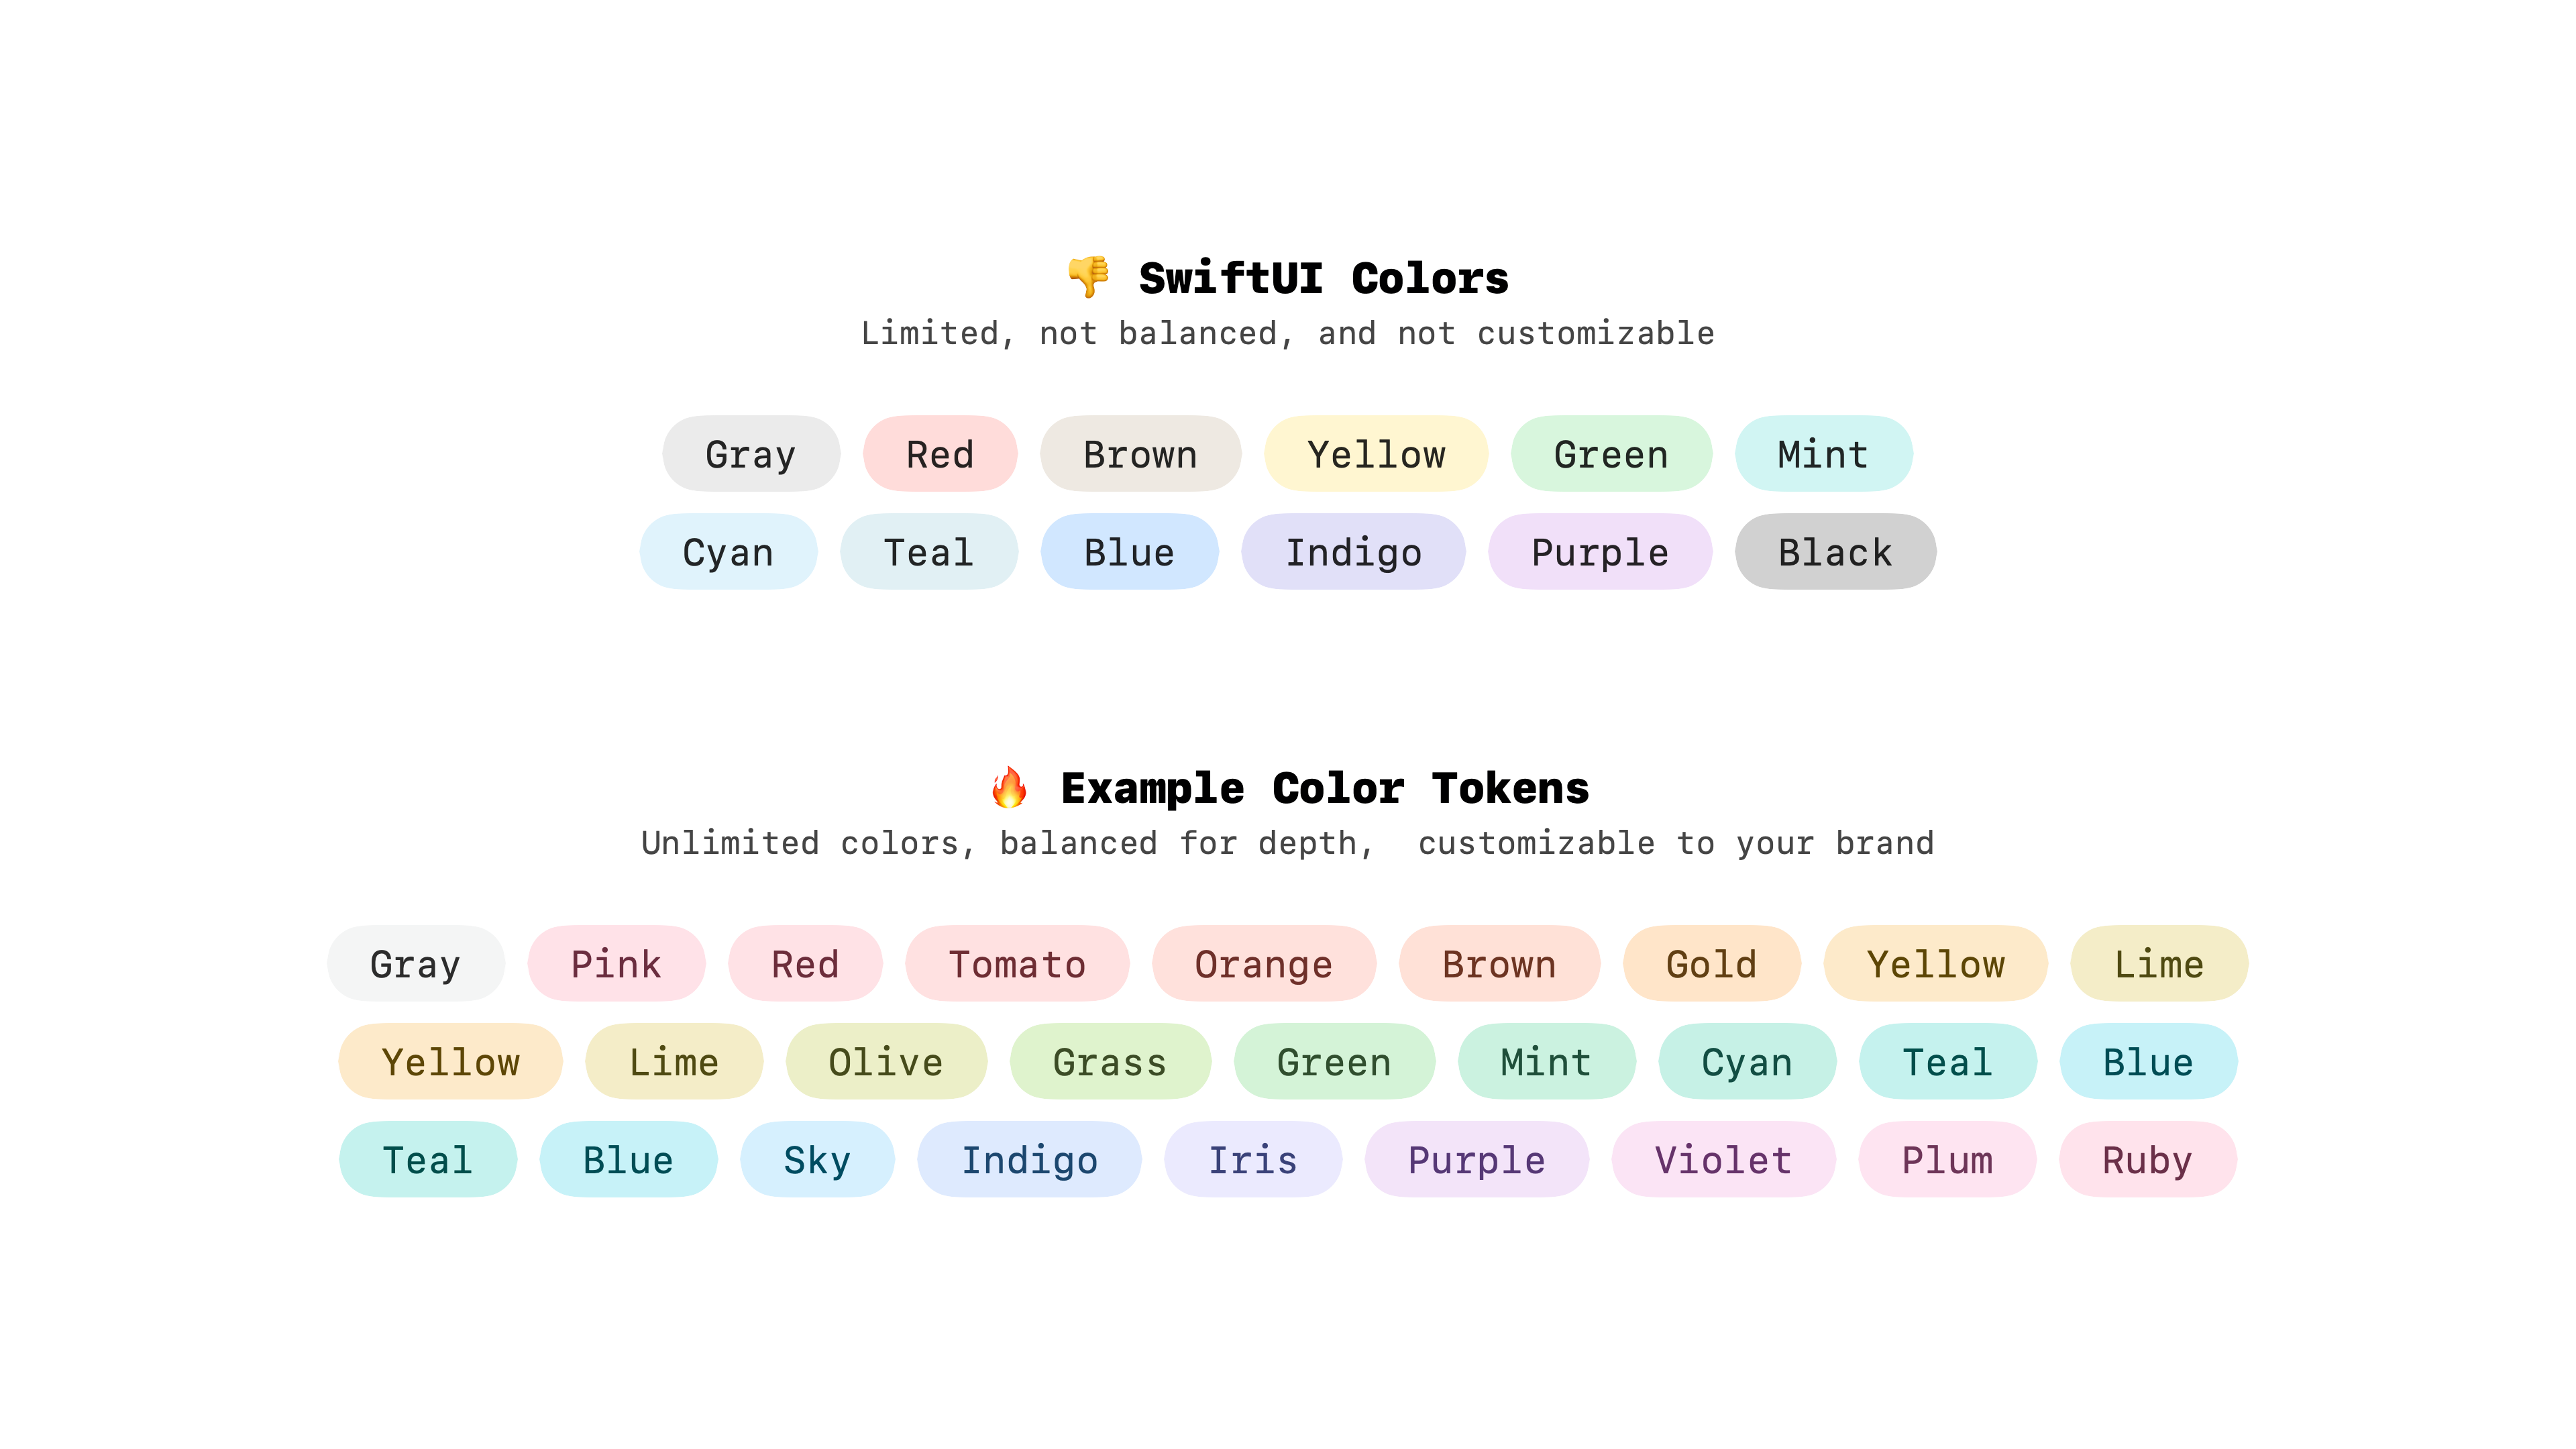 👎 SwiftUI Colors
Limited, not balanced, and not customizable
Gray Red Brown Yellow Green Mint
Cyan Teal Blue Indigo Purple Black
🔥 Example Color Tokens
Unlimited colors, balanced for depth,  customizable to your brand
Gray Pink Red Tomato Orange Brown Gold Yellow Lime
Yellow Lime Olive Grass Green Mint Cyan Teal Blue
Teal Blue Sky Indigo Iris Purple Violet Plum Ruby